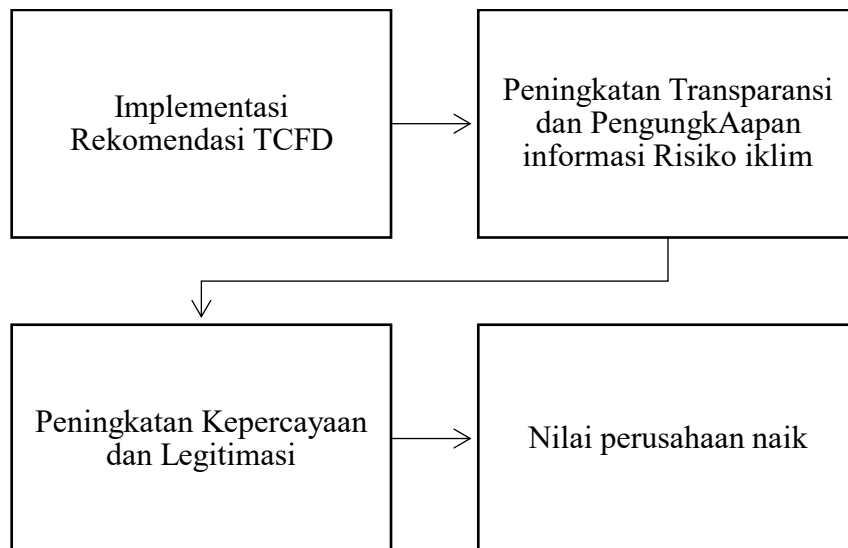 Implementasi
Rekomendasi TCFD
Peningkatan Transparansi
dan PengungkAapan
informasi Risiko iklim
Peningkatan Kepercayaan
dan Legitimasi
Nilai perusahaan naik